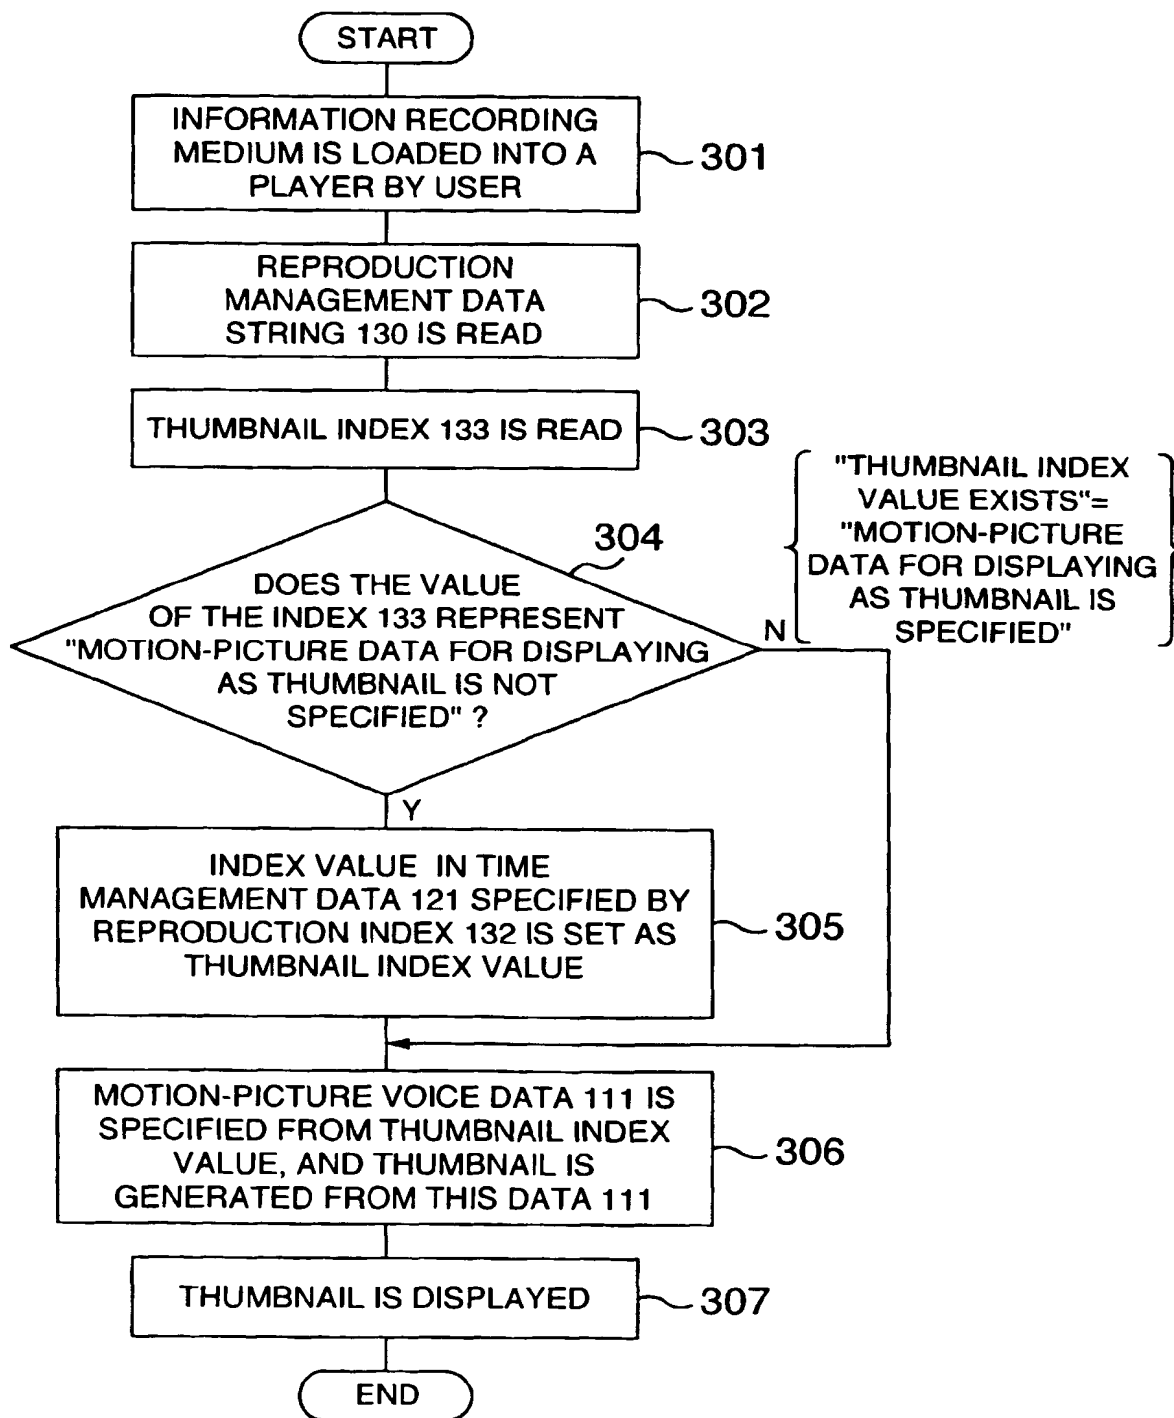 START
INFORMATION RECORDING
MEDIUM IS LOADED INTO A
PLAYER BY USER
301
REPRODUCTION
MANAGEMENT DATA
STRING 130 IS READ
302
THUMBNAIL INDEX 133 IS READ
303
304
DOES THE VALUE
OF THE INDEX 133 REPRESENT
"MOTION-PICTURE DATA FOR DISPLAYING
AS THUMBNAIL IS NOT
SPECIFIED" ?
N
"THUMBNAIL INDEX
VALUE EXISTS"=
"MOTION-PICTURE
DATA FOR DISPLAYING
AS THUMBNAIL IS
SPECIFIED"
Y
INDEX VALUE IN TIME
MANAGEMENT DATA 121 SPECIFIED BY
REPRODUCTION INDEX 132 IS SET AS
THUMBNAIL INDEX VALUE
305
MOTION-PICTURE VOICE DATA 111 IS
SPECIFIED FROM THUMBNAIL INDEX
VALUE, AND THUMBNAIL IS
GENERATED FROM THIS DATA 111
306
THUMBNAIL IS DISPLAYED
307
END